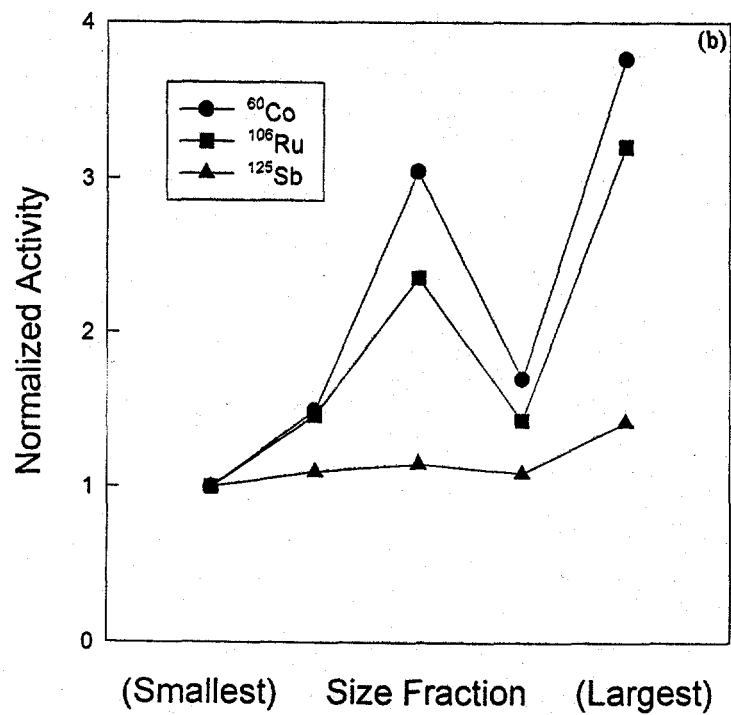 (b)
4
3
2
1
0
Normalized Activity
⁶⁰Co
¹⁰⁶Ru
¹²⁵Sb
(Smallest) Size Fraction (Largest)